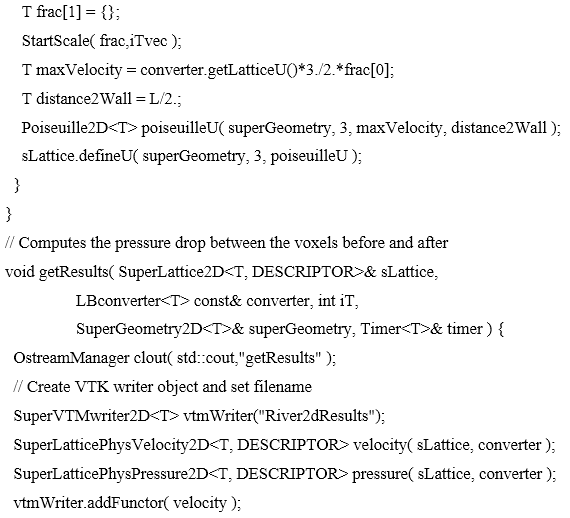 T frac[1] = {};
StartScale( frac,iTvec );
T maxVelocity = converter.getLatticeU()*3./2.*frac[0];
T distance2Wall = L/2.;
Poiseuille2D<T> poiseuilleU( superGeometry, 3, maxVelocity, distance2Wall );
sLattice.defineU( superGeometry, 3, poiseuilleU );
}
}
// Computes the pressure drop between the voxels before and after
void getResults( SuperLattice2D<T, DESCRIPTOR>& sLattice,
LBconverter<T> const& converter, int iT,
SuperGeometry2D<T>& superGeometry, Timer<T>& timer ) {
OstreamManager clout( std::cout,"getResults" );
// Create VTK writer object and set filename
SuperVTMwriter2D<T> vtmWriter("River2dResults");
SuperLatticePhysVelocity2D<T, DESCRIPTOR> velocity( sLattice, converter );
SuperLatticePhysPressure2D<T, DESCRIPTOR> pressure( sLattice, converter );
vtmWriter.addFunctor( velocity );